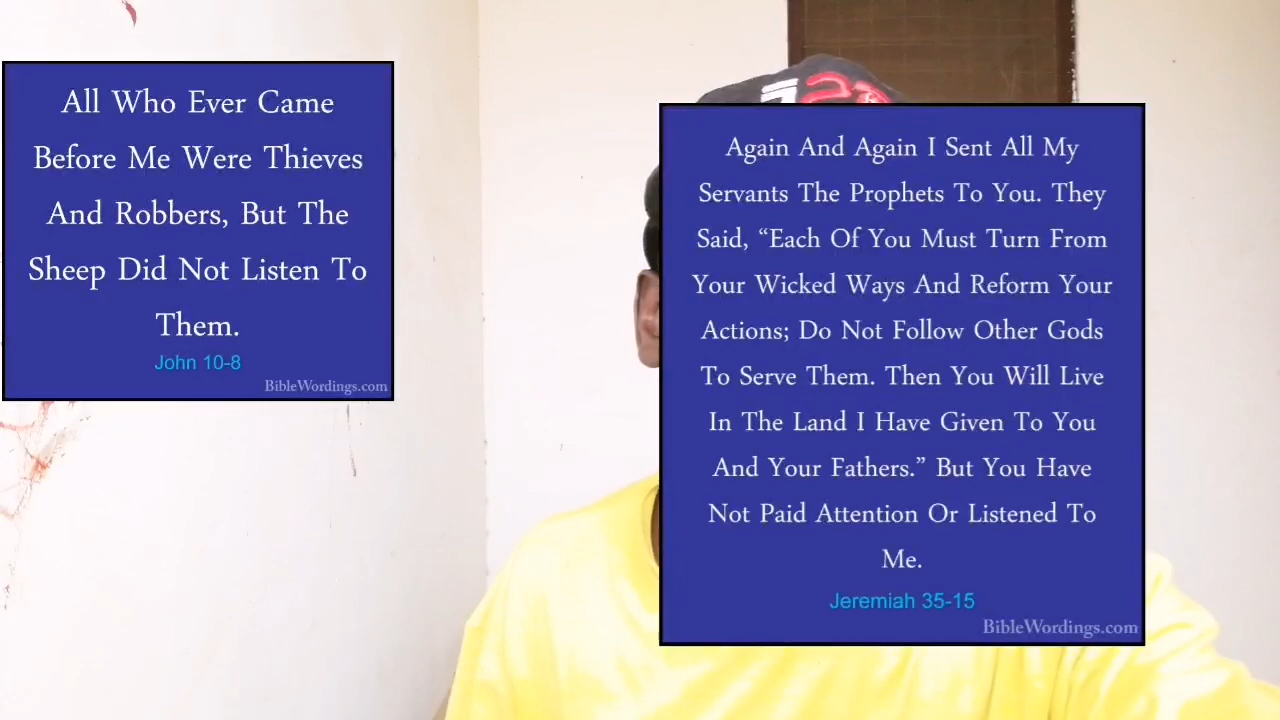 All Who Ever Came
Before Me Were Thieves
And Robbers, But The
Sheep Did Not Listen To
Them.
John 10-8
BibleWordings.com
Again And Again I Sent All My
Servants The Prophets To You. They
Said, “Each Of You Must Turn From
Your Wicked Ways And Reform Your
Actions; Do Not Follow Other Gods
To Serve Them. Then You Will Live
In The Land I Have Given To You
And Your Fathers.” But You Have
Not Paid Attention Or Listened To
Me.
Jeremiah 35-15
BibleWordings.com